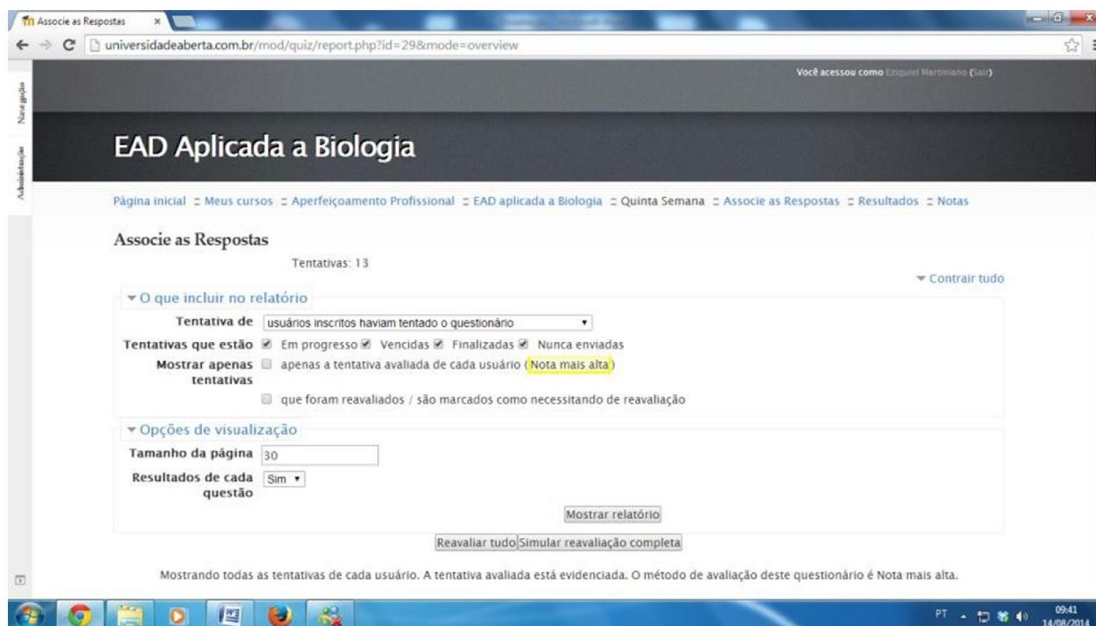 Associe as Respostas
universidadeaberta.com.br/mod/quiz/report.php?id=29&mode=overview
Navegação
Administração
Você acessou como Eziquiel Martiniano (Sair)
EAD Aplicada a Biologia
Página inicial Meus cursos Aperfeiçoamento Profissional EAD aplicada a Biologia Quinta Semana Associe as Respostas Resultados Notas
Associe as Respostas
Tentativas: 13
Contrair tudo
O que incluir no relatório
Tentativa de usuários inscritos haviam tentado o questionário
Tentativas que estão Em progresso Vencidas Finalizadas Nunca enviadas
Mostrar apenas apenas a tentativa avaliada de cada usuário (Nota mais alta)
tentativas
que foram reavaliados / são marcados como necessitando de reavaliação
Opções de visualização
Tamanho da página 30
Resultados de cada Sim
questão
Mostrar relatório
Reavaliar tudo Simular reavaliação completa
Mostrando todas as tentativas de cada usuário. A tentativa avaliada está evidenciada. O método de avaliação deste questionário é Nota mais alta.
PT 09:41
14/08/2014